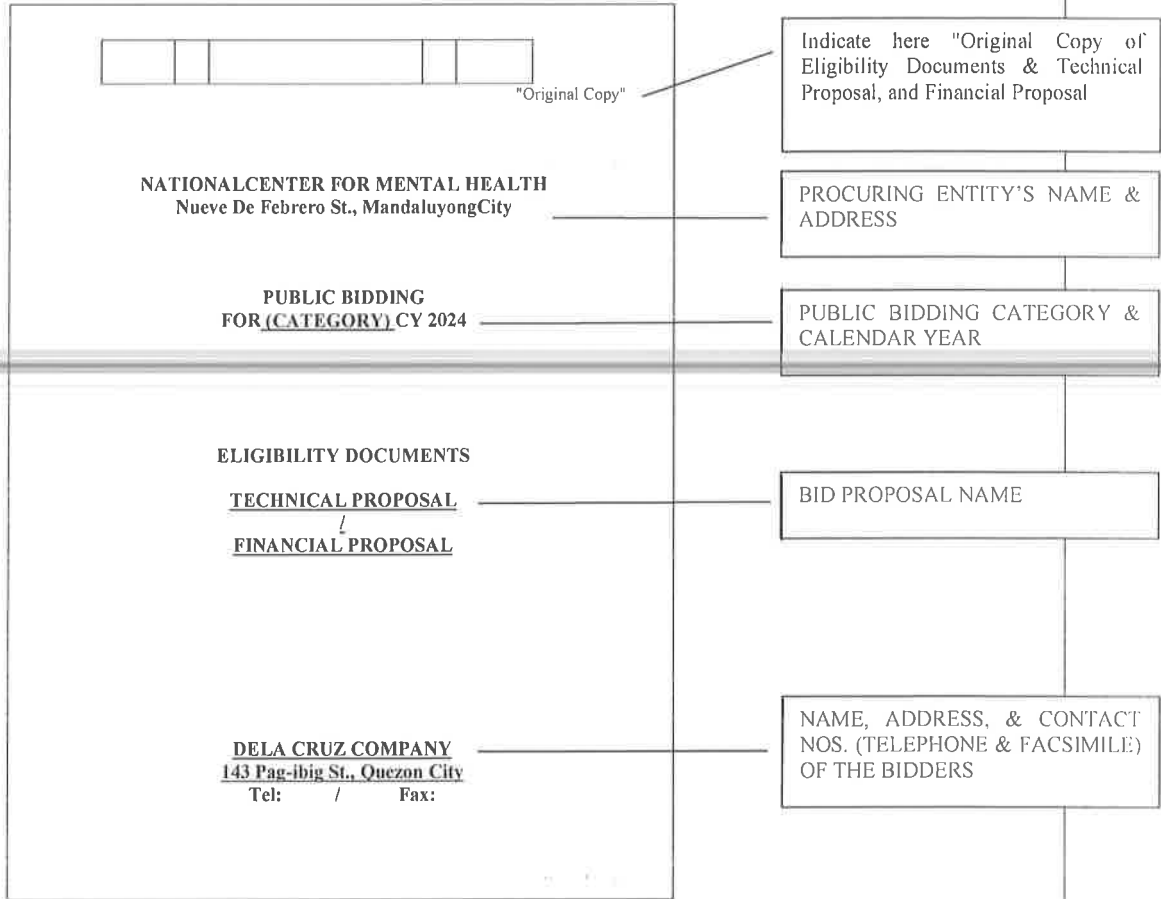 "Original Copy"
Indicate here "Original Copy of
Eligibility Documents & Technical
Proposal, and Financial Proposal
NATIONALCENTER FOR MENTAL HEALTH
Nueve De Febrero St., MandaluyongCity
PROCURING ENTITY'S NAME &
ADDRESS
PUBLIC BIDDING
FOR (CATEGORY) CY 2024
PUBLIC BIDDING CATEGORY &
CALENDAR YEAR
ELIGIBILITY DOCUMENTS
TECHNICAL PROPOSAL
/
FINANCIAL PROPOSAL
BID PROPOSAL NAME
DELA CRUZ COMPANY
143 Pag-ibig St., Quezon City
Tel: / Fax:
NAME, ADDRESS, & CONTACT
NOS. (TELEPHONE & FACSIMILE)
OF THE BIDDERS